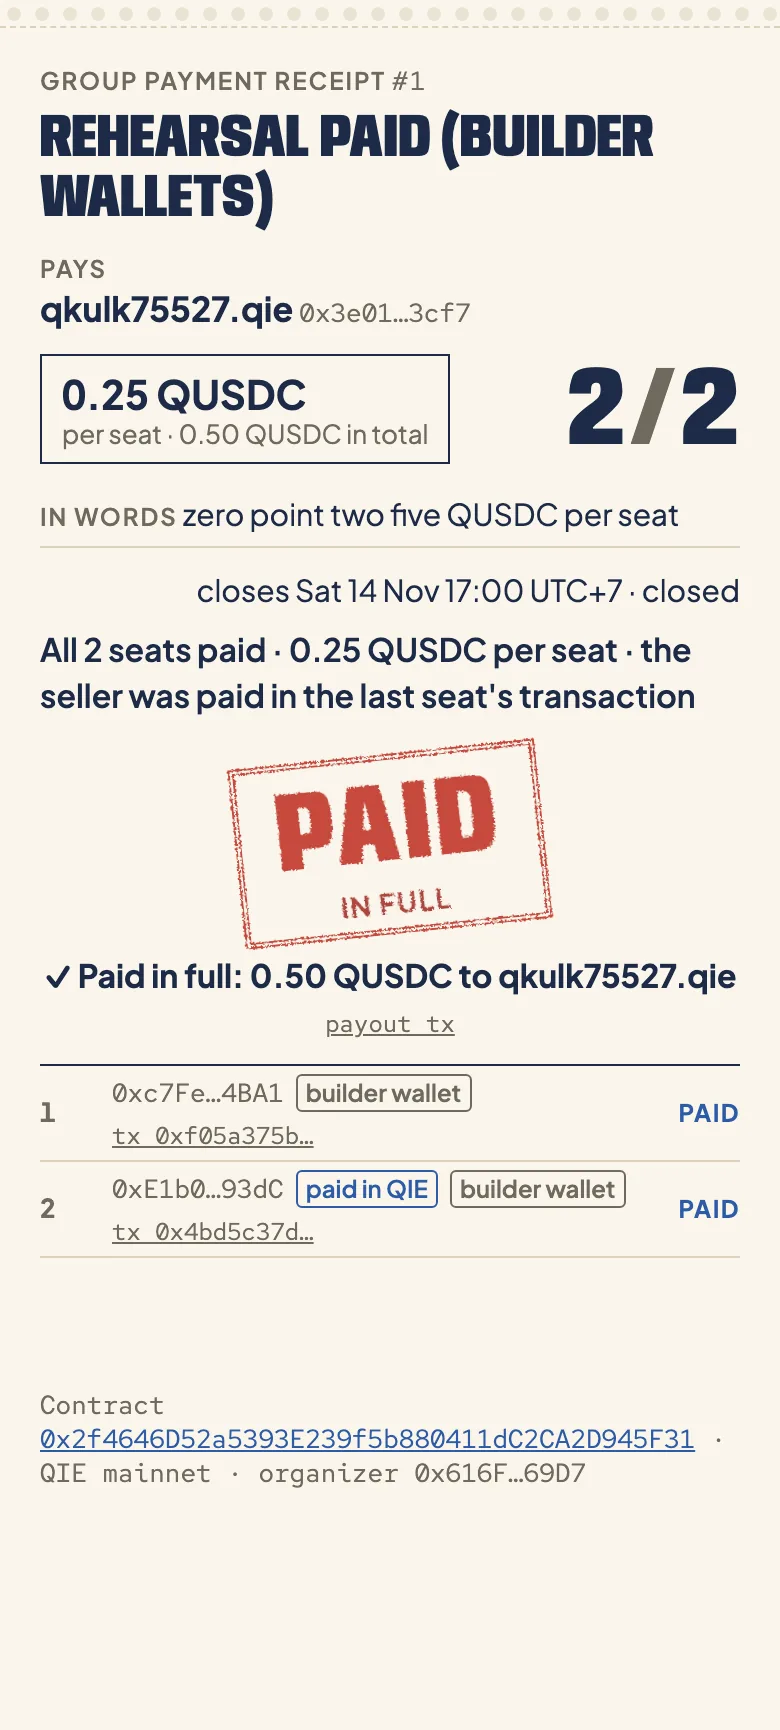 GROUP PAYMENT RECEIPT #1
REHEARSAL PAID (BUILDER
WALLETS)
PAYS
qkulk75527.qie 0x3e01…3cf7
0.25 QUSDC
per seat · 0.50 QUSDC in total
2/2
IN WORDS zero point two five QUSDC per seat
closes Sat 14 Nov 17:00 UTC+7 · closed
All 2 seats paid · 0.25 QUSDC per seat · the
seller was paid in the last seat's transaction
PAID
IN FULL
✓ Paid in full: 0.50 QUSDC to qkulk75527.qie
payout tx
1 0xc7Fe…4BA1 builder wallet PAID
tx 0xf05a375b…
2 0xE1b0…93dC paid in QIE builder wallet PAID
tx 0x4bd5c37d…
Contract
0x2f4646D52a5393E239f5b880411dC2CA2D945F31 ·
QIE mainnet · organizer 0x616F…69D7